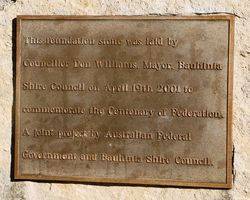 This foundation stone was laid by
Councillor Don Williams, Mayor, Bauhinia
Shire Council on April 19th 2001 to
commemorate the Centenary of Federation.
A joint project by Australian Federal
Government and Bauhinia Shire Council.